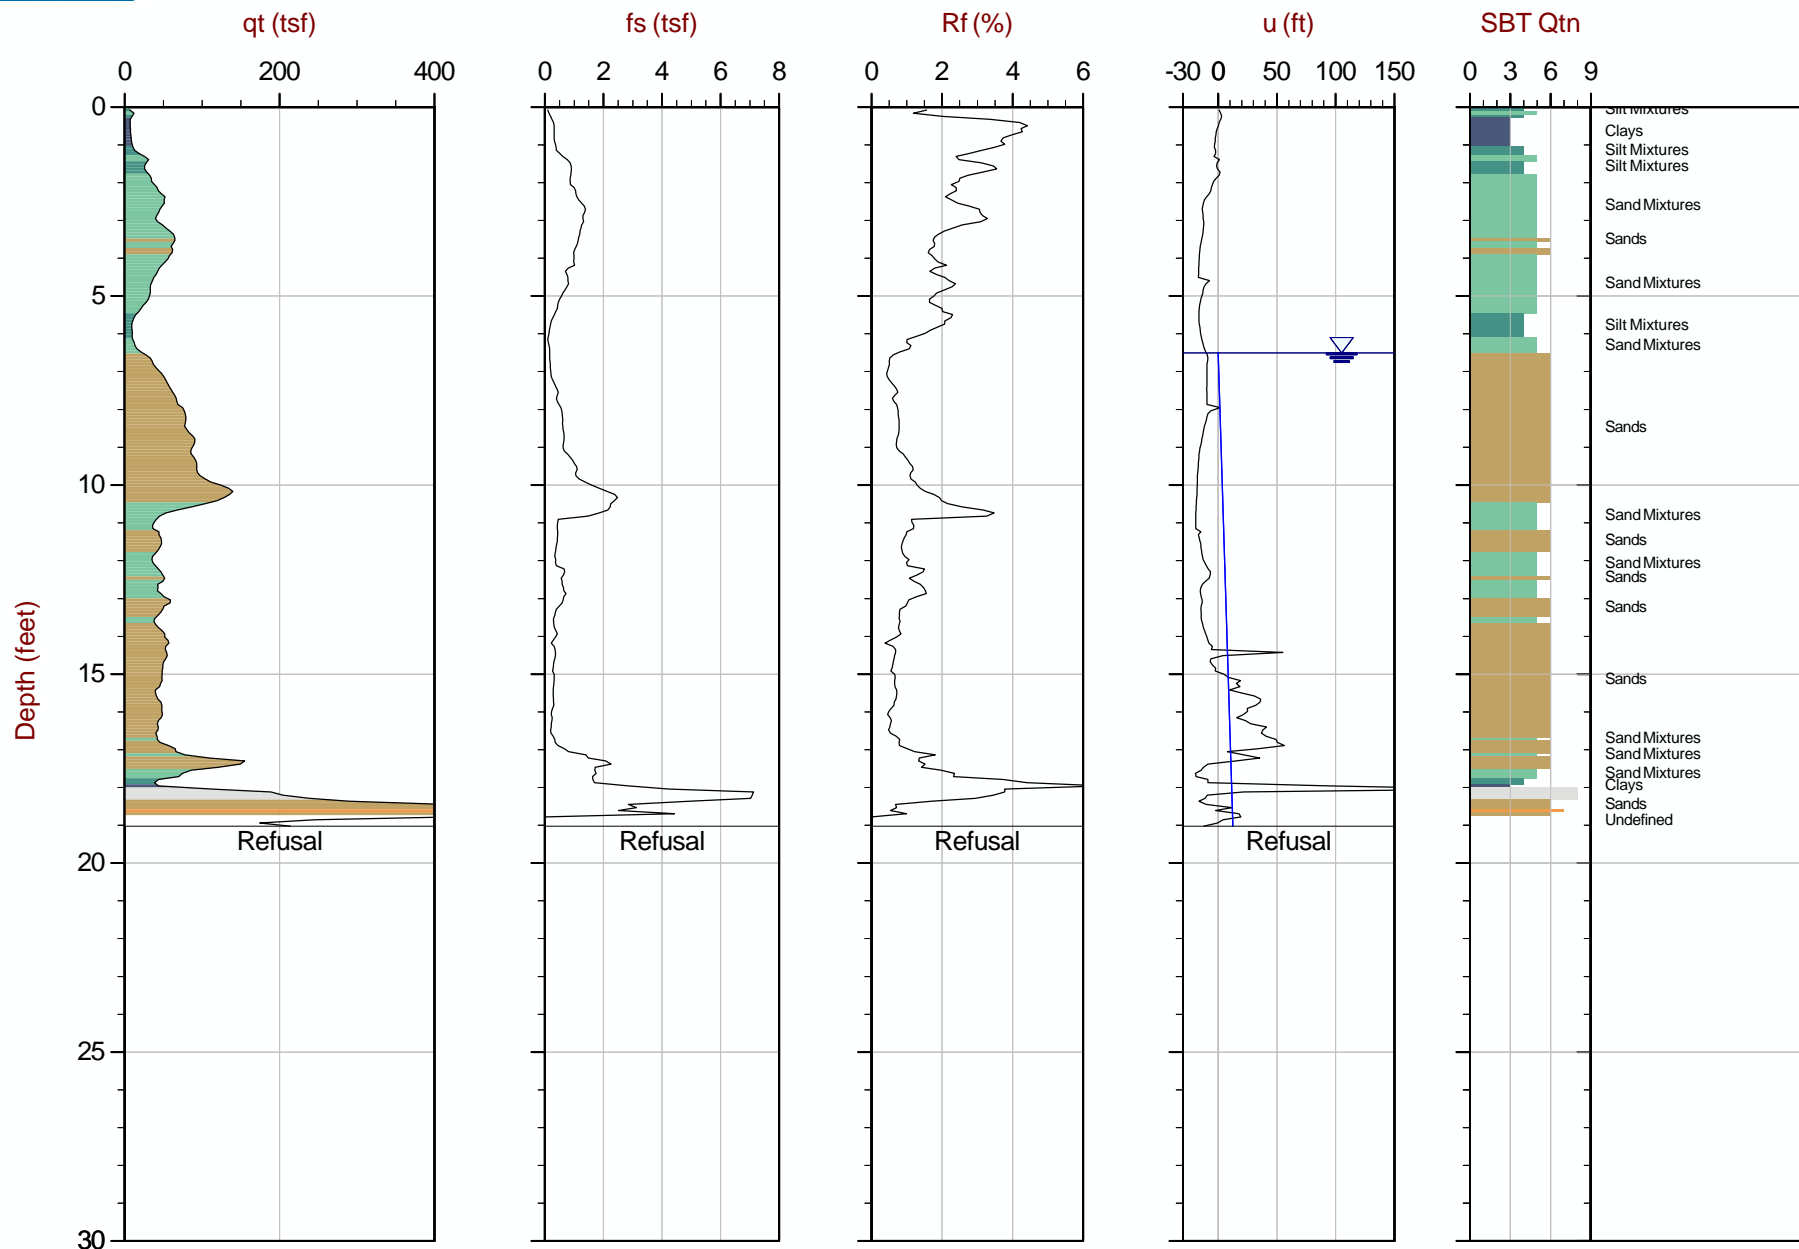 qt (tsf) fs (tsf) Rf (%) u (ft) SBT Qtn
0 200 400 0 2 4 6 8 0 2 4 6 -30 0 50 100 150 0 3 6 9
0
Silt Mixtures
Clays
Silt Mixtures
Silt Mixtures
Sand Mixtures
Sands
Sand Mixtures
5
Silt Mixtures
Sand Mixtures
Sands
10
Sand Mixtures
Sands
Sand Mixtures
Sands
Sands
Depth (feet)
15
Sands
Sand Mixtures
Sand Mixtures
Sand Mixtures
Clays
Sands
Undefined
Refusal Refusal Refusal Refusal
20
25
30